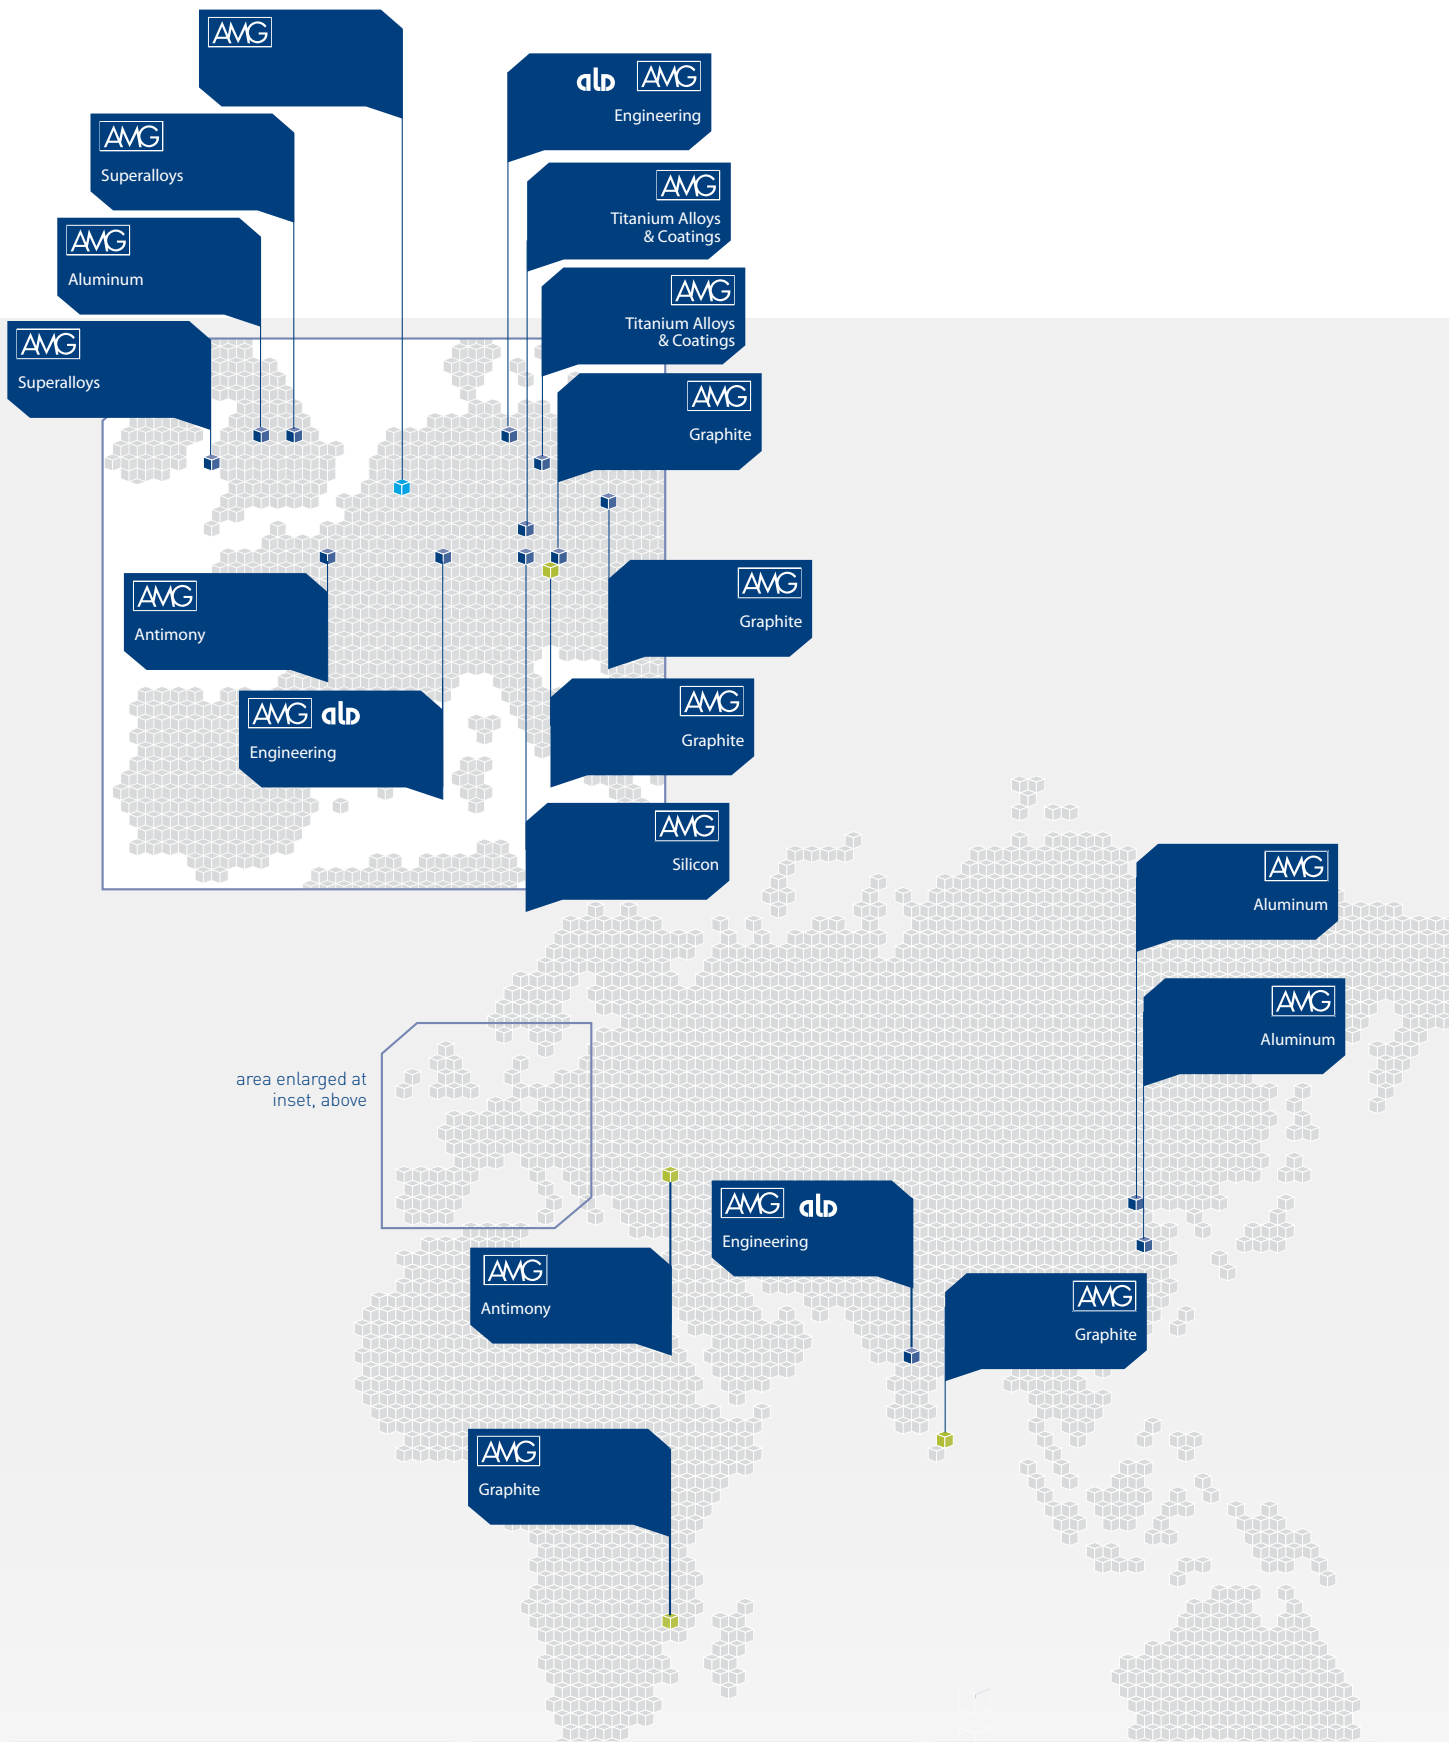 AMG
ald AMG
Engineering
AMG
Superalloys
AMG
Titanium Alloys
& Coatings
AMG
Aluminum
AMG
Titanium Alloys
& Coatings
AMG
Superalloys
AMG
Graphite
AMG
Antimony
AMG
Graphite
AMG ald
Engineering
AMG
Graphite
AMG
Silicon
AMG
Aluminum
AMG
Aluminum
area enlarged at
inset, above
AMG ald
Engineering
AMG
Antimony
AMG
Graphite
AMG
Graphite